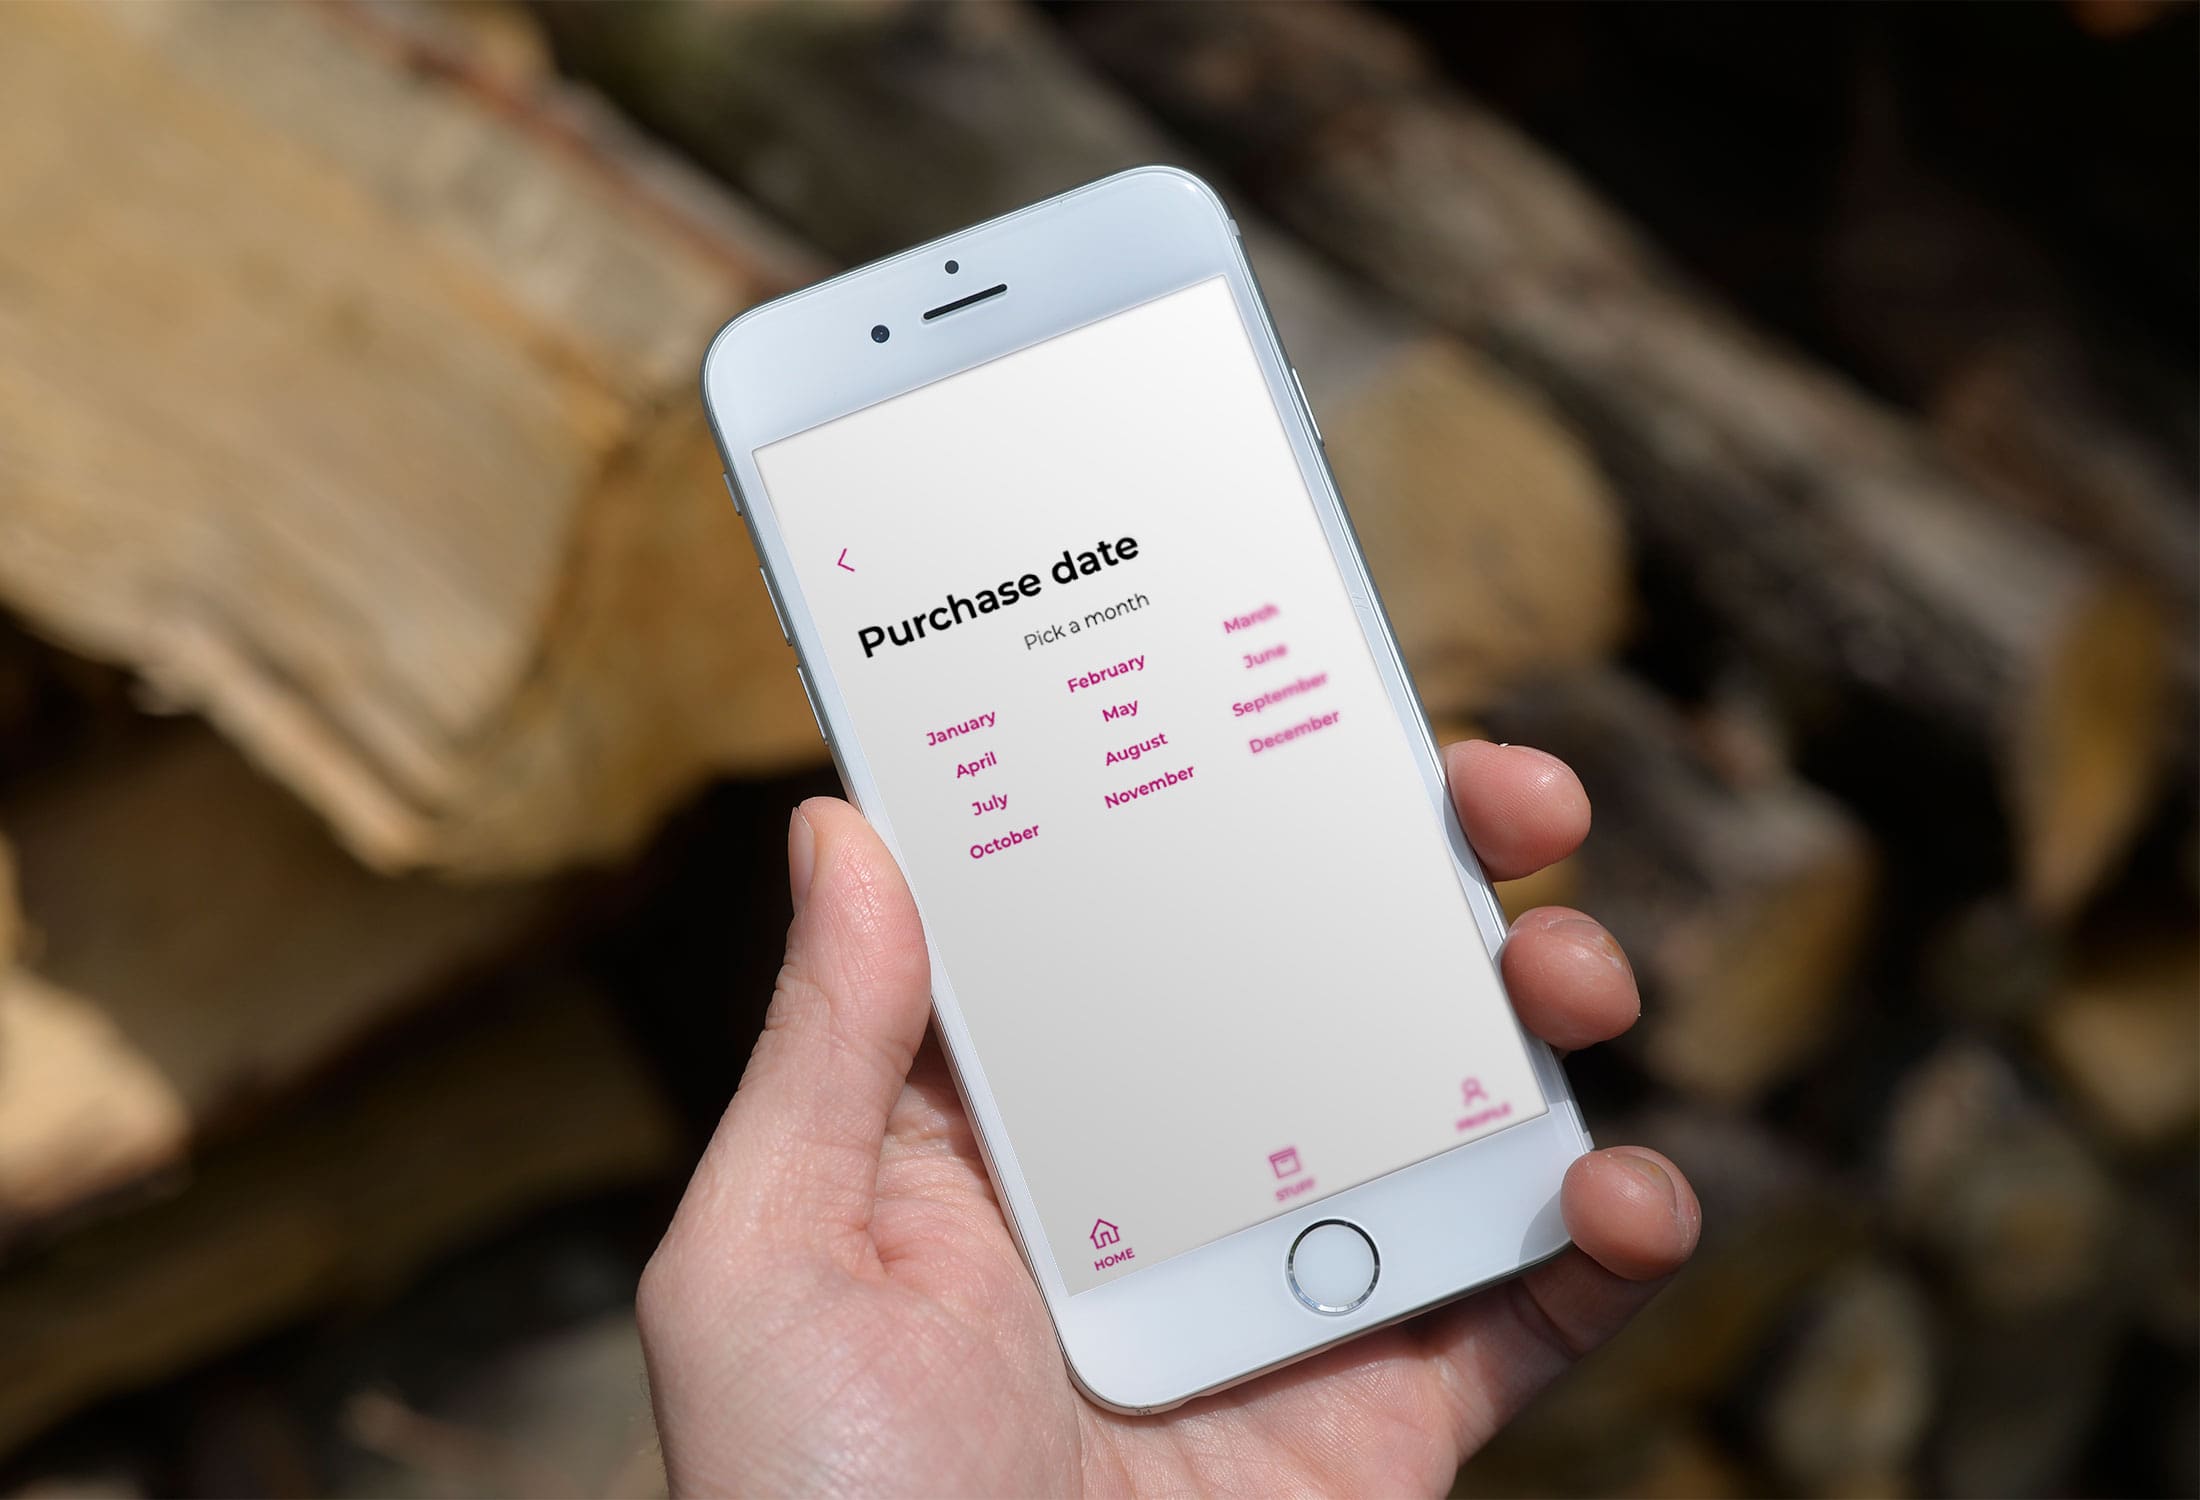 Purchase date
Pick a month
January February March
April May June
July August September
October November December
HOME STUFF PROFILE